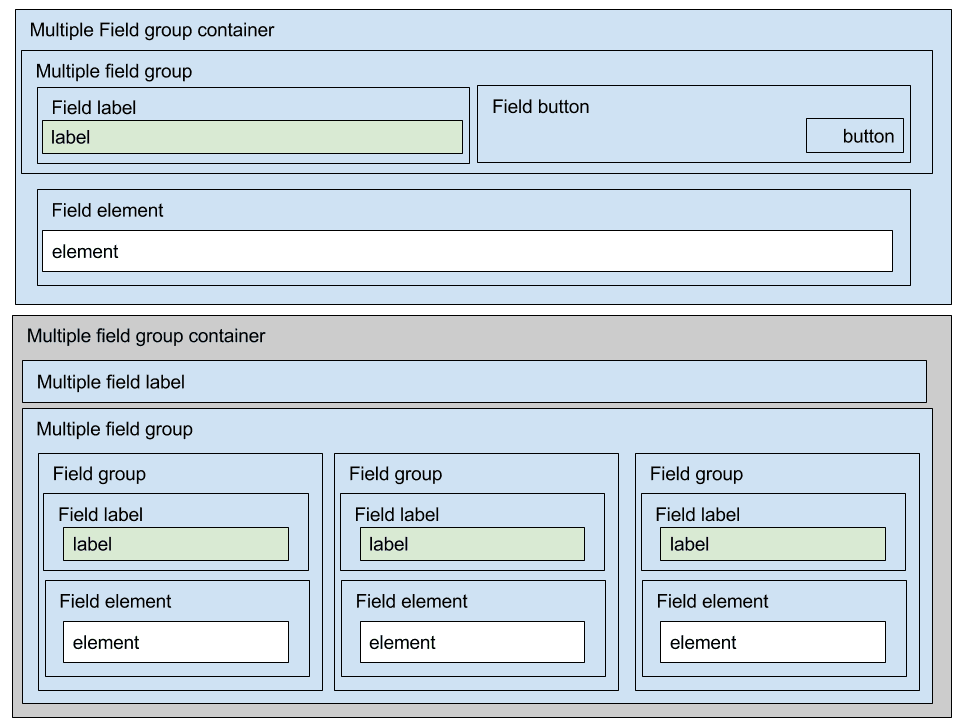 Multiple Field group container
Multiple field group
Field label
label
Field button
button
Field element
element
Multiple field group container
Multiple field label
Multiple field group
Field group
Field label
label
Field element
element
Field group
Field label
label
Field element
element
Field group
Field label
label
Field element
element